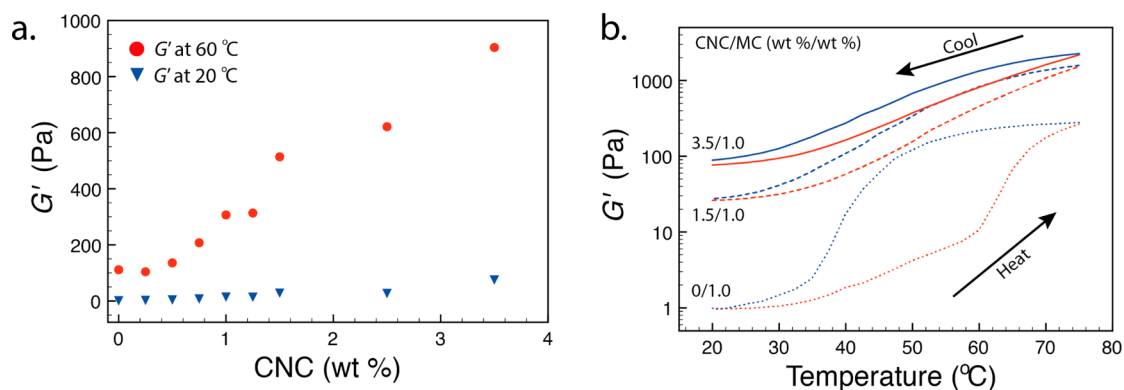 a.
1000
800
600
400
200
0
G' (Pa)
G' at 60 °C
G' at 20 °C
0
1
2
3
4
CNC (wt %)
b.
CNC/MC (wt %/wt %)
Cool
3.5/1.0
1.5/1.0
0/1.0
Heat
1000
100
10
1
G' (Pa)
20
30
40
50
60
70
80
Temperature (°C)